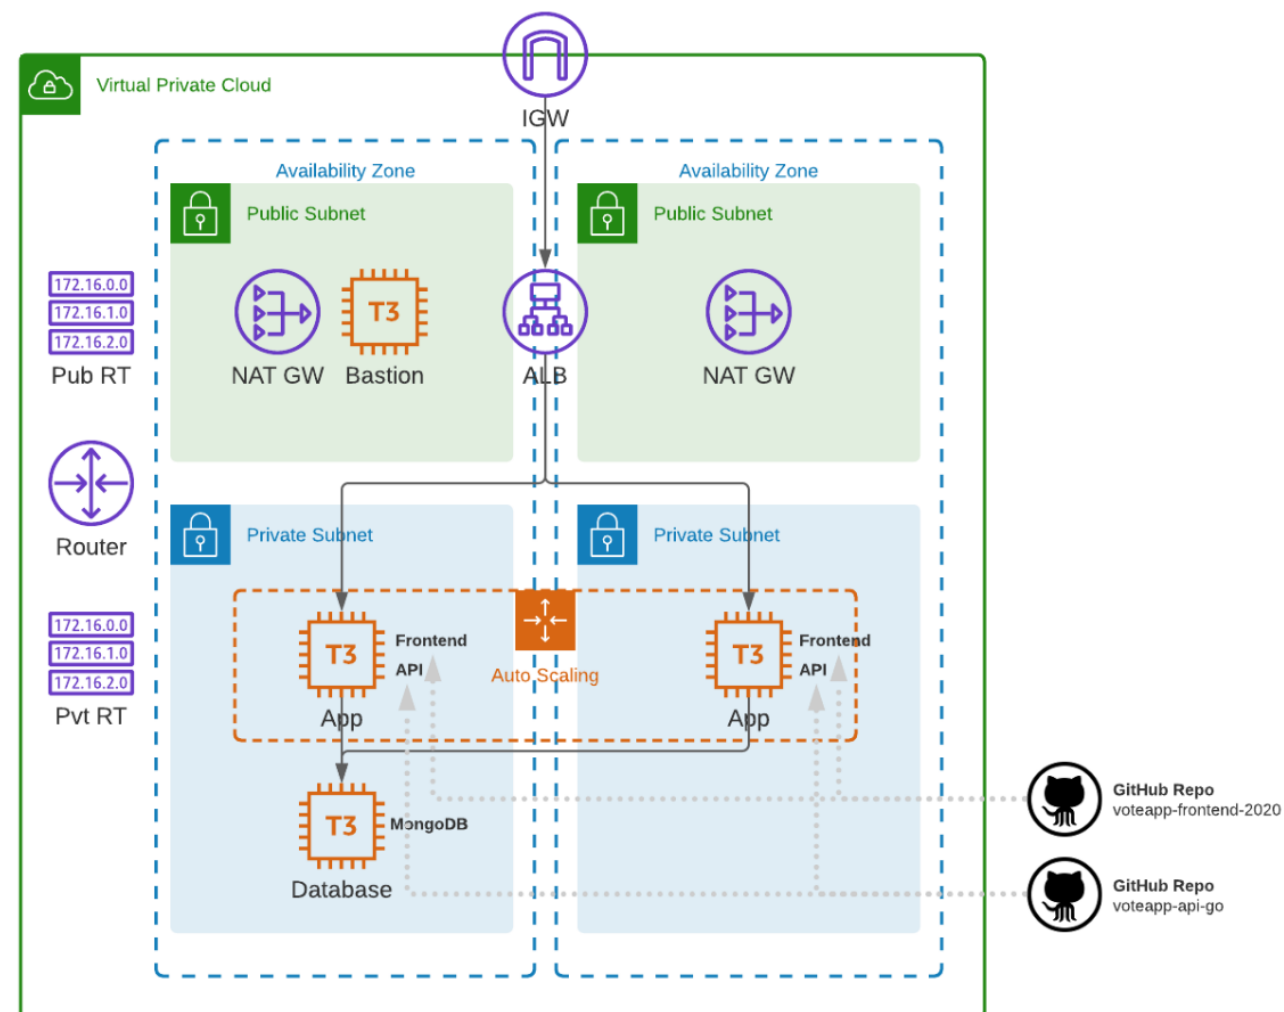 IGW
Virtual Private Cloud
Availability Zone
Availability Zone
Public Subnet
Public Subnet
172.16.0.0
172.16.1.0
172.16.2.0
Pub RT
T3
NAT GW
Bastion
ALB
NAT GW
Router
Private Subnet
Private Subnet
172.16.0.0
172.16.1.0
172.16.2.0
Pvt RT
T3
Frontend
API
App
Auto Scaling
T3
Frontend
API
App
T3
MongoDB
Database
GitHub Repo
voteapp-frontend-2020
GitHub Repo
voteapp-api-go